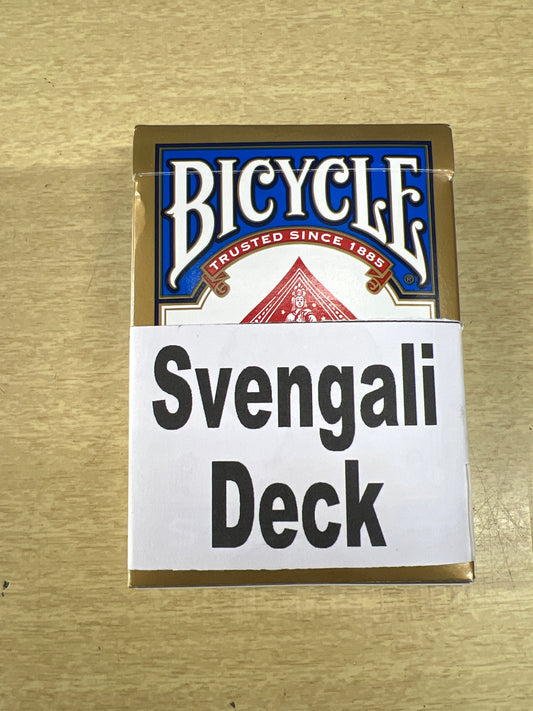 BICYCLE
TRUSTED SINCE 1885
®
Svengali
Deck